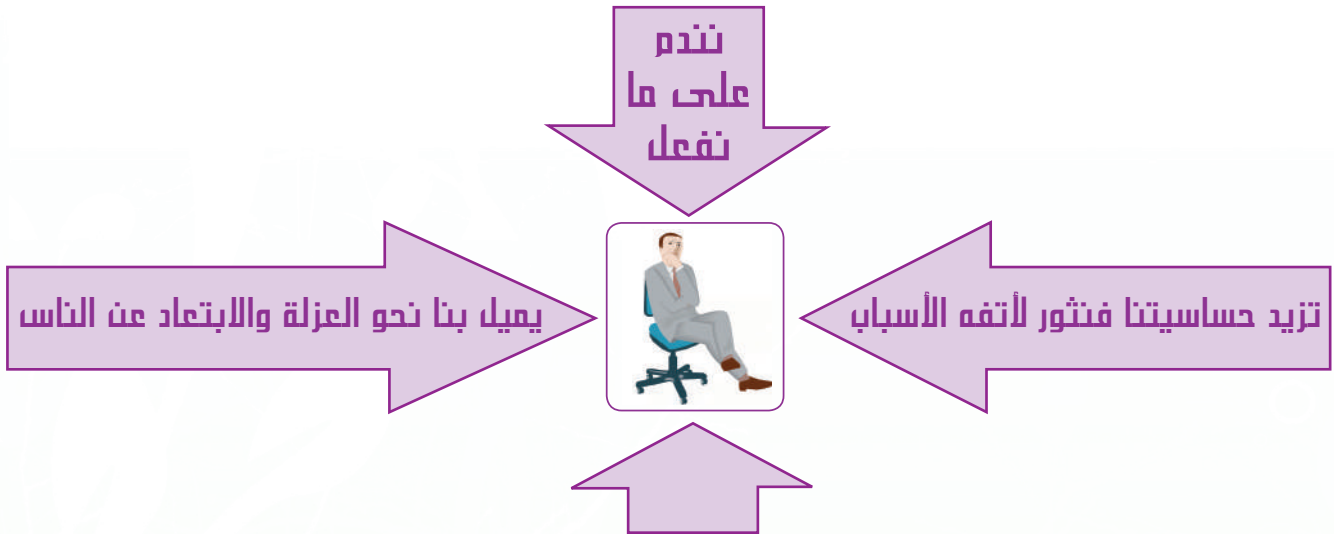 نندم
على ما
نفعل
تزيد حساسيتنا فنثور لأتفه الأسباب
يميل بنا نحو العزلة والابتعاد عن الناس